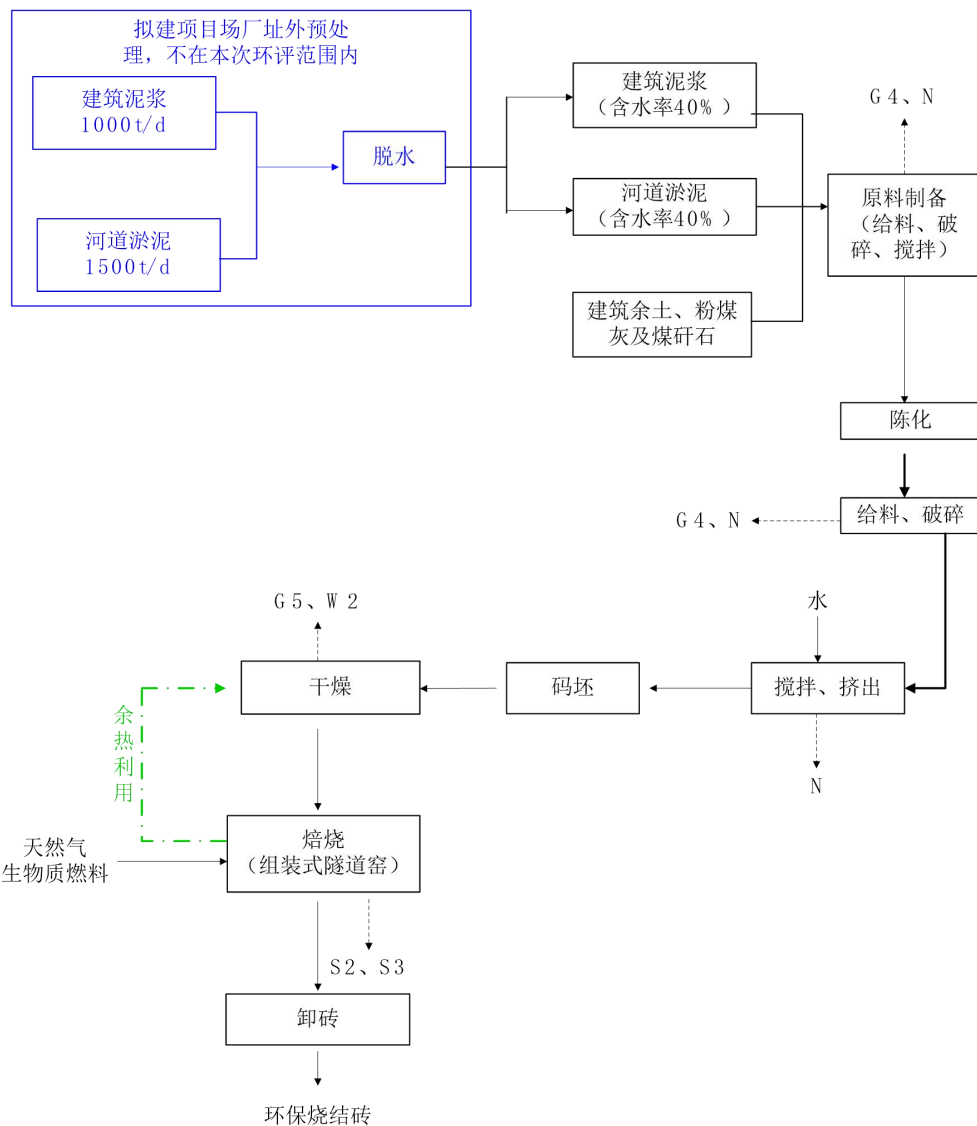 拟建项目场厂址外预处
理，不在本次环评范围内
建筑泥浆
1000t/d
脱水
河道淤泥
1500t/d
建筑泥浆
（含水率40%）
河道淤泥
（含水率40%）
建筑余土、粉煤
灰及煤矸石
G4、N
原料制备
（给料、破
碎、搅拌）
陈化
给料、破碎
G4、N
水
搅拌、挤出
N
码坯
G5、W2
干燥
余
热
利
用
天然气
生物质燃料
焙烧
（组装式隧道窑）
S2、S3
卸砖
环保烧结砖